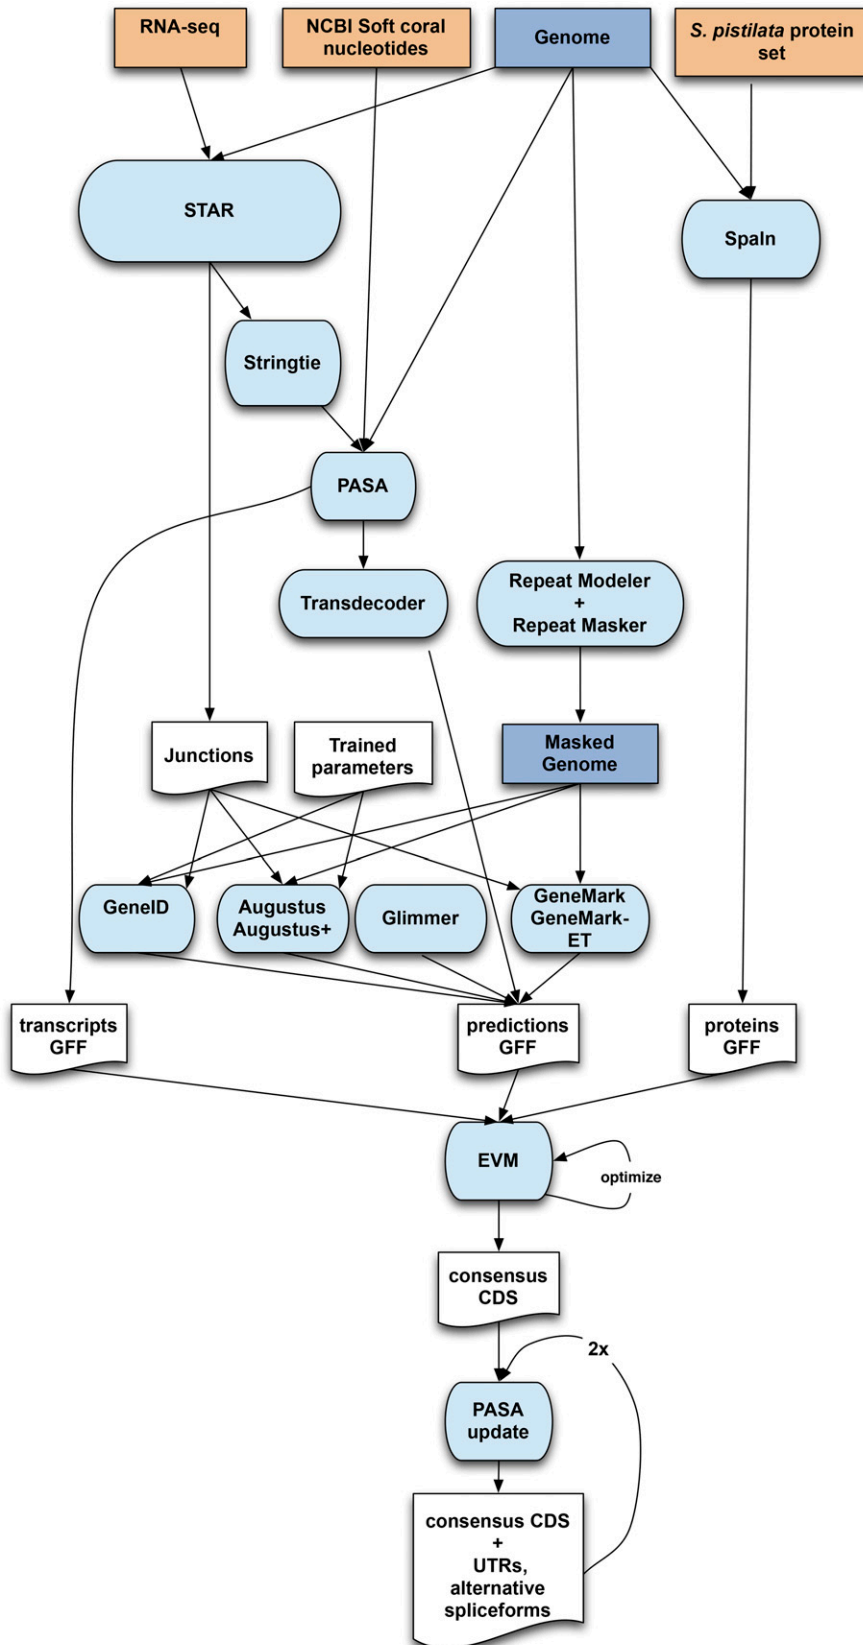 RNA-seq
NCBI Soft coral
nucleotides
Genome
S. pistilata protein
set
STAR
Spaln
Stringtie
PASA
Transdecoder
Repeat Modeler
+
Repeat Masker
Junctions
Trained
parameters
Masked
Genome
GeneID
Augustus
Augustus+
Glimmer
GeneMark
GeneMark-
ET
transcripts
GFF
predictions
GFF
proteins
GFF
EVM
optimize
consensus
CDS
2x
PASA
update
consensus CDS
+
UTRs,
alternative
spliceforms